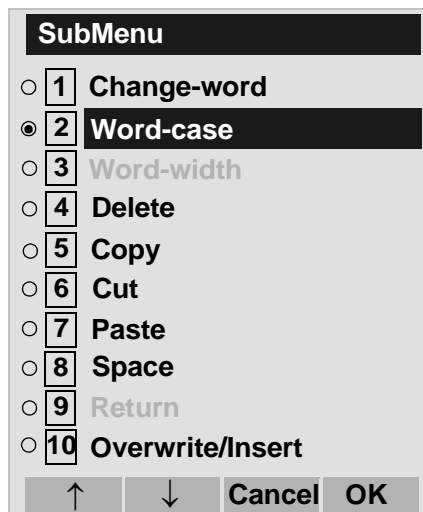 SubMenu
1 Change-word
2 Word-case
3 Word-width
4 Delete
5 Copy
6 Cut
7 Paste
8 Space
9 Return
10 Overwrite/Insert
↑ ↓ Cancel OK